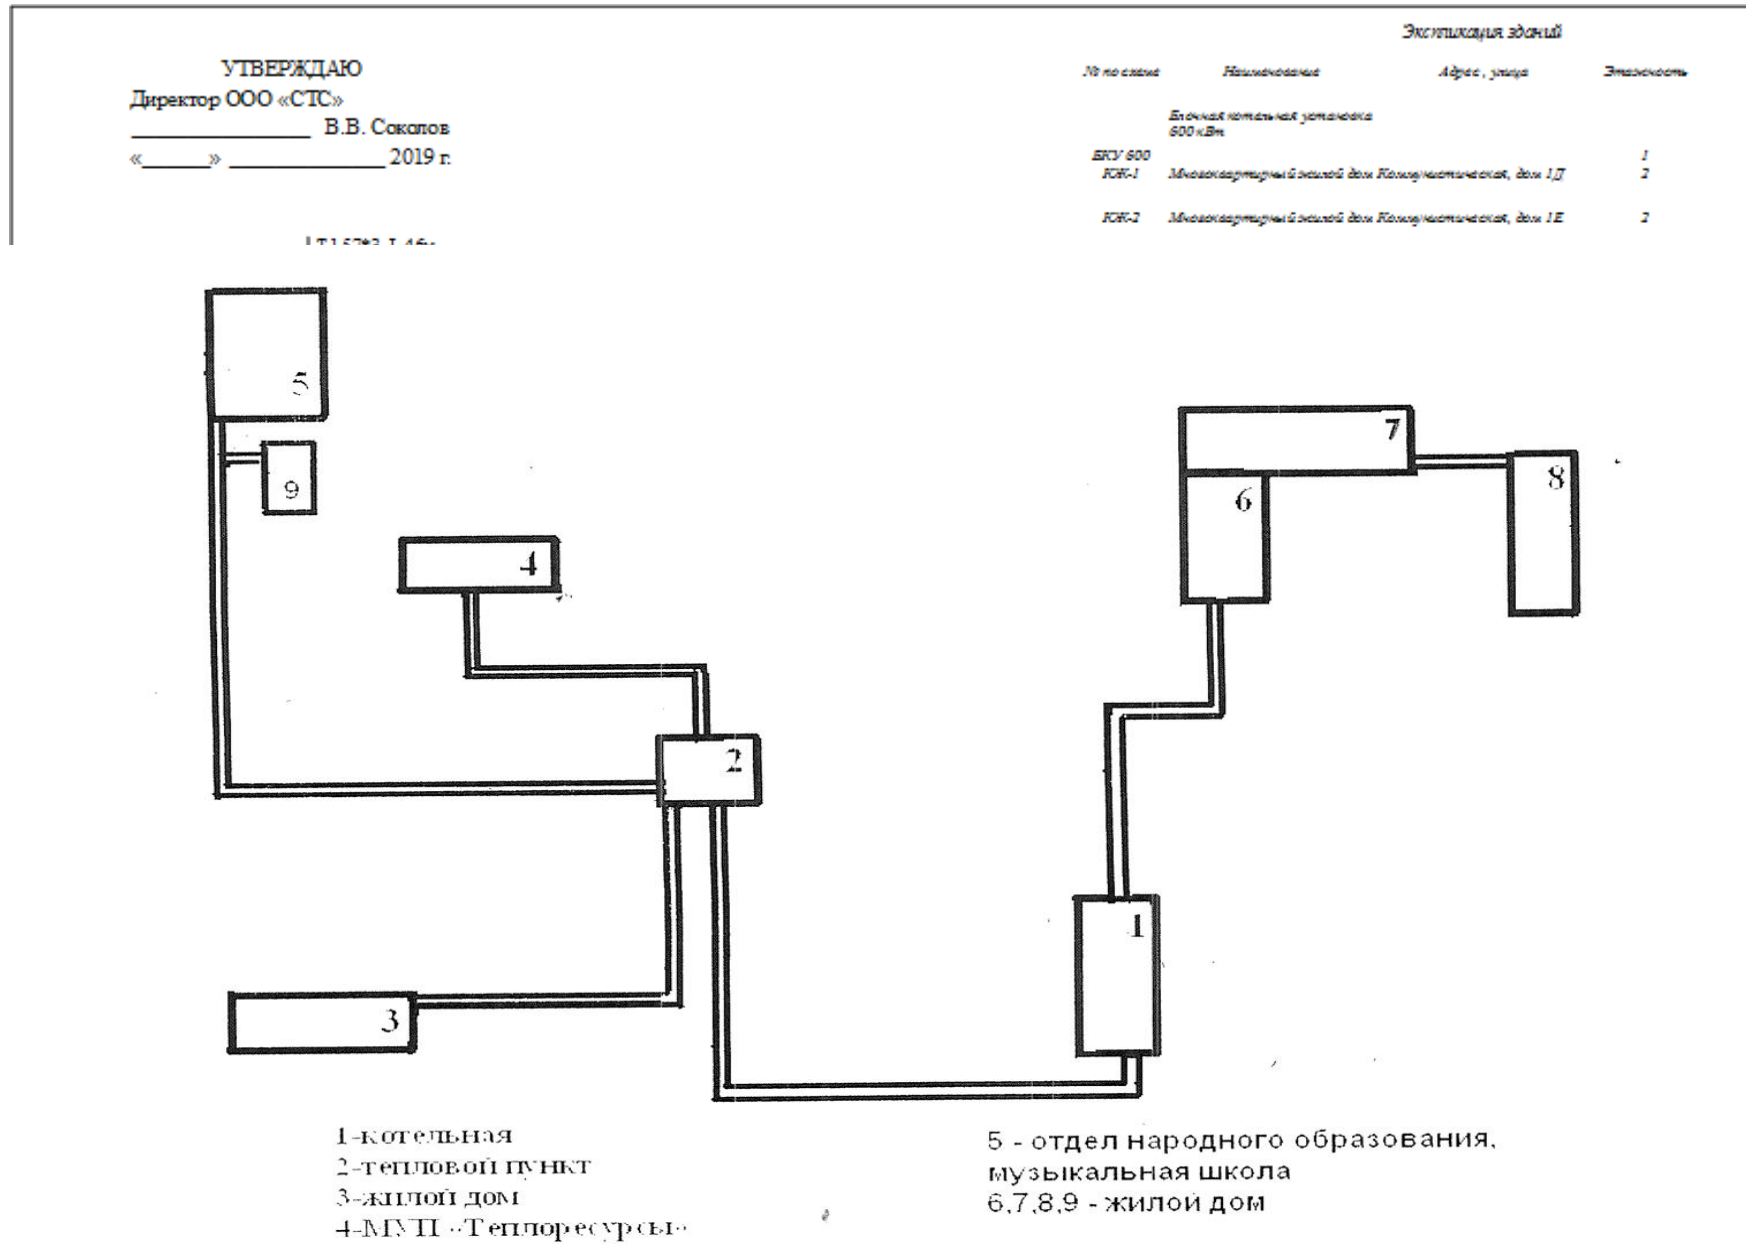 УТВЕРЖДАЮ
Директор ООО «СТС»
В.В. Соколов
«______» ______________ 2019 г.
Экспликация зданий
№ по схеме Наименование Адрес, улица Этажность
Блочная котельная установка
600 кВт
БКУ 600 1
КЖ-1 Многоквартирный жилой дом Коммунистическая, дом 1Д 2
КЖ-2 Многоквартирный жилой дом Коммунистическая, дом 1Е 2
5
9
4
7
8
6
2
1
3
1-котельная
2-тепловой пункт
3-жилой дом
4-МУП «Теплоресурсы»
5 - отдел народного образования,
музыкальная школа
6,7,8,9 - жилой дом